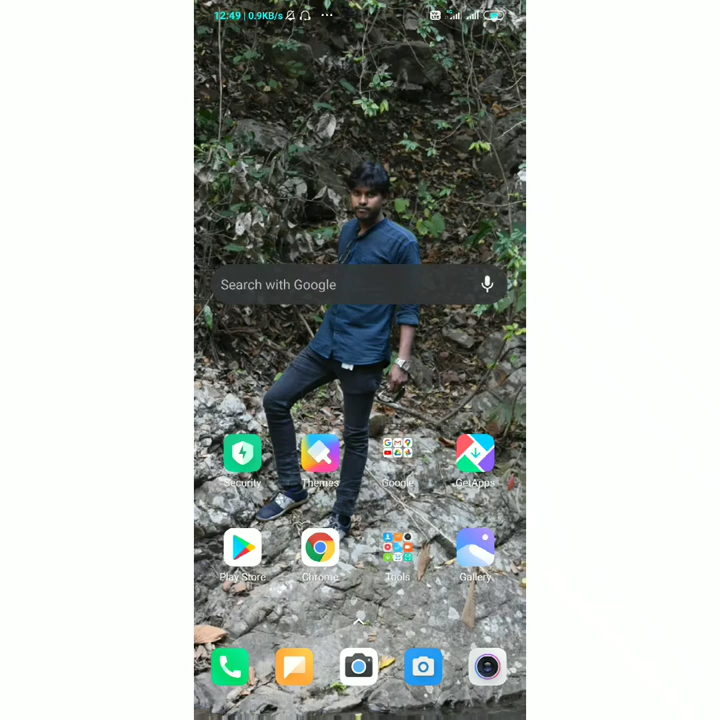 12:49 | 0.9KB/s
Search with Google
Security Themes Google GetApps
Play Store Chrome Tools Gallery